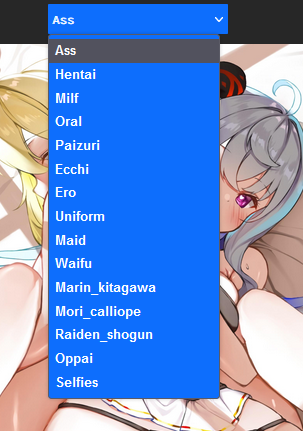 Ass
Ass
Hentai
Milf
Oral
Paizuri
Ecchi
Ero
Uniform
Maid
Waifu
Marin_kitagawa
Mori_calliope
Raiden_shogun
Oppai
Selfies